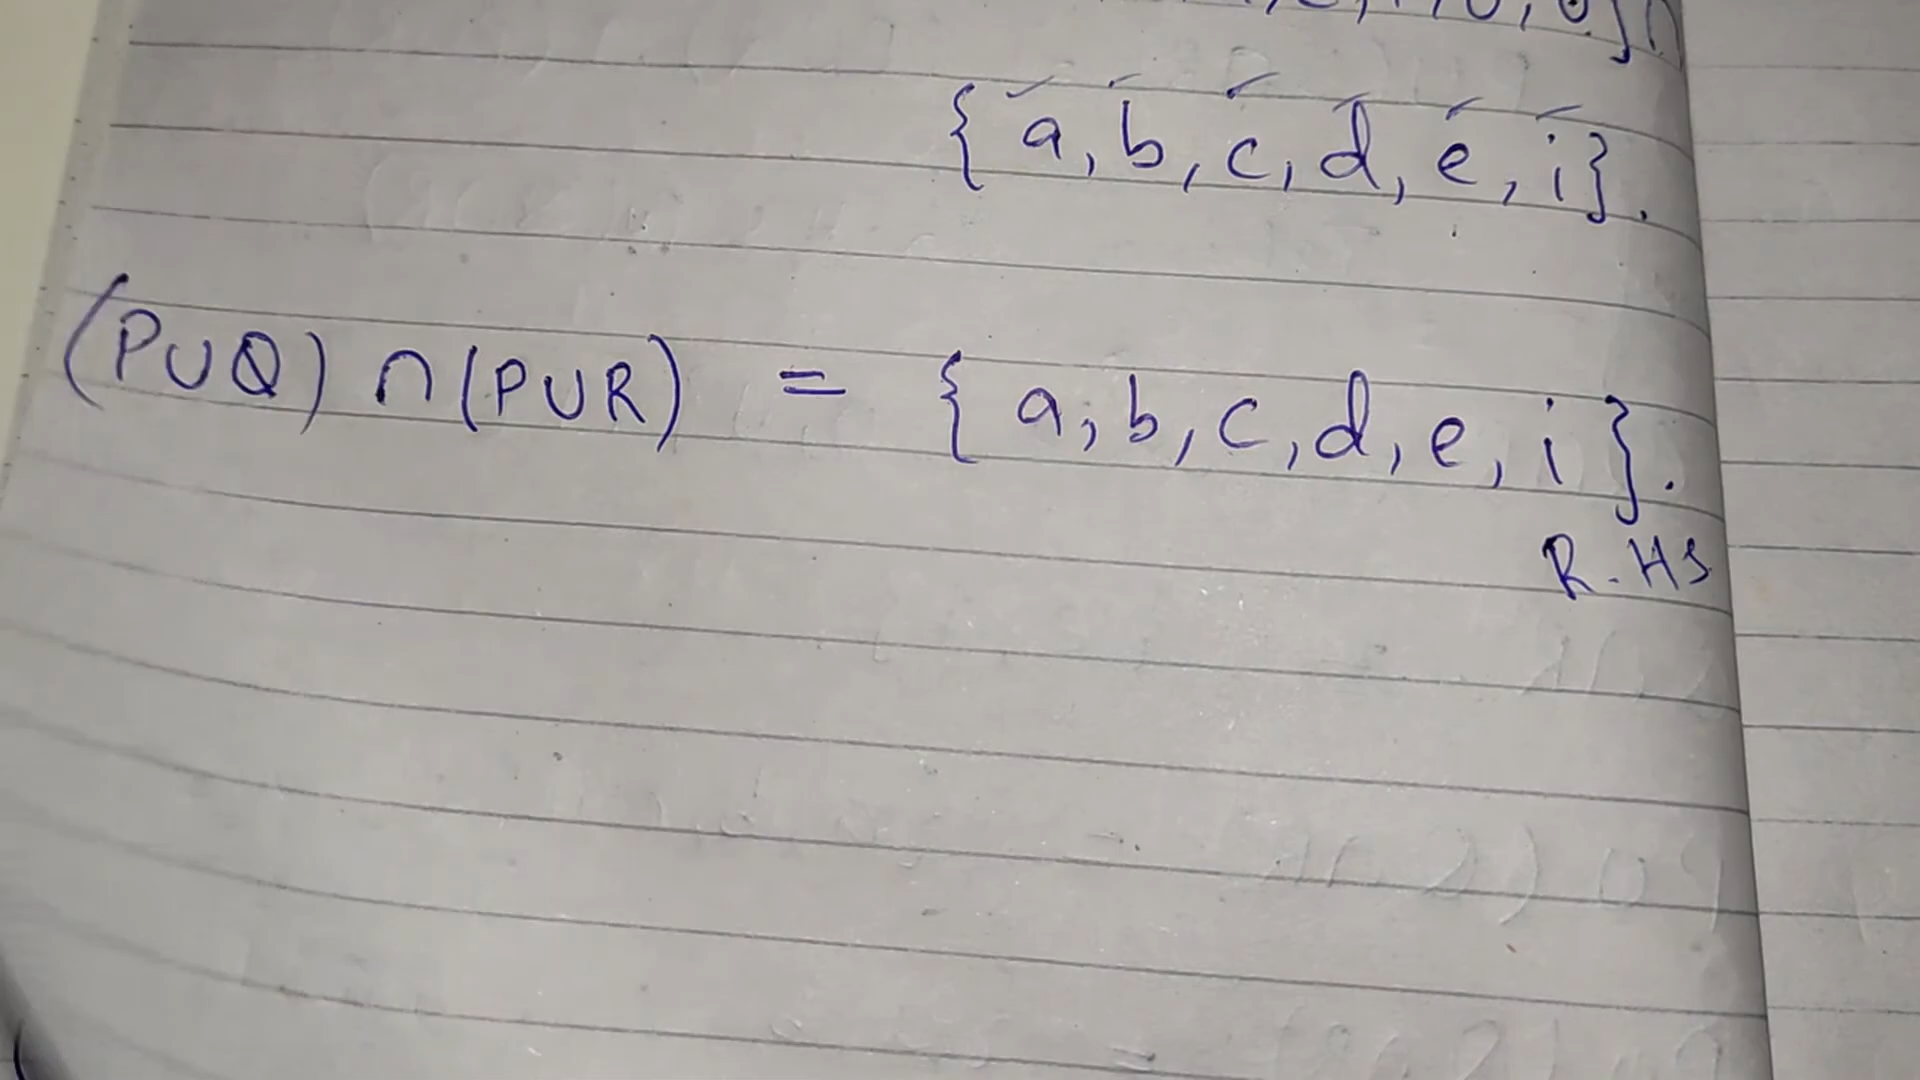 { a, b, c, d, e, i}.
(P∪Q) ∩ (P∪R) = { a, b, c, d, e, i }.
R.HS